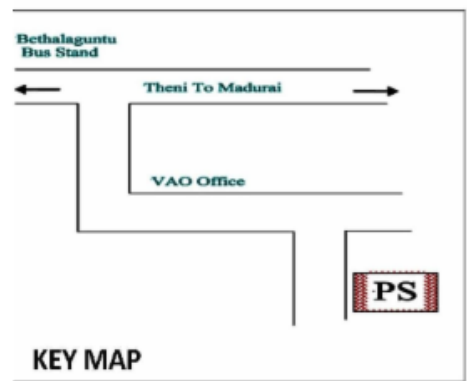 Bethalaguntu
Bus Stand
Theni To Madurai
VAO Office
PS
KEY MAP